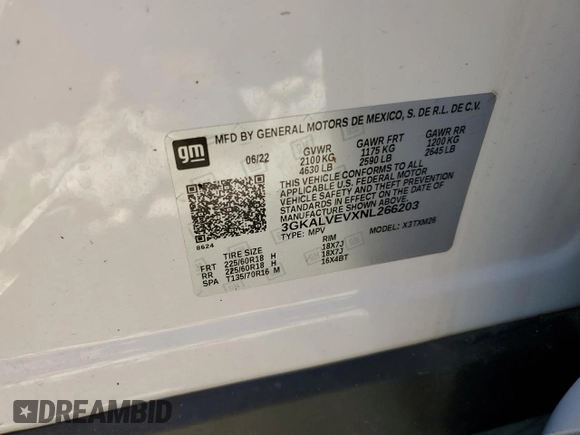 MFD BY GENERAL MOTORS DE MEXICO, S. DE R.L. DE C.V.
gm
06/22 GVWR GAWR FRT GAWR RR
2100 KG 1175 KG 1200 KG
4630 LB 2590 LB 2645 LB
THIS VEHICLE CONFORMS TO ALL
APPLICABLE U.S. FEDERAL MOTOR
VEHICLE SAFETY AND THEFT
PREVENTION STANDARDS IN EFFECT
ON THE DATE OF
MANUFACTURE SHOWN ABOVE.
3GKALVEVXNL266203
TYPE: MPV MODEL: X3TXM26
8624
TIRE SIZE RIM
FRT 225/60R18 H 18X7J
RR 225/60R18 H 18X7J
SPA T135/70R16 M 16X4BT
DREAMBID